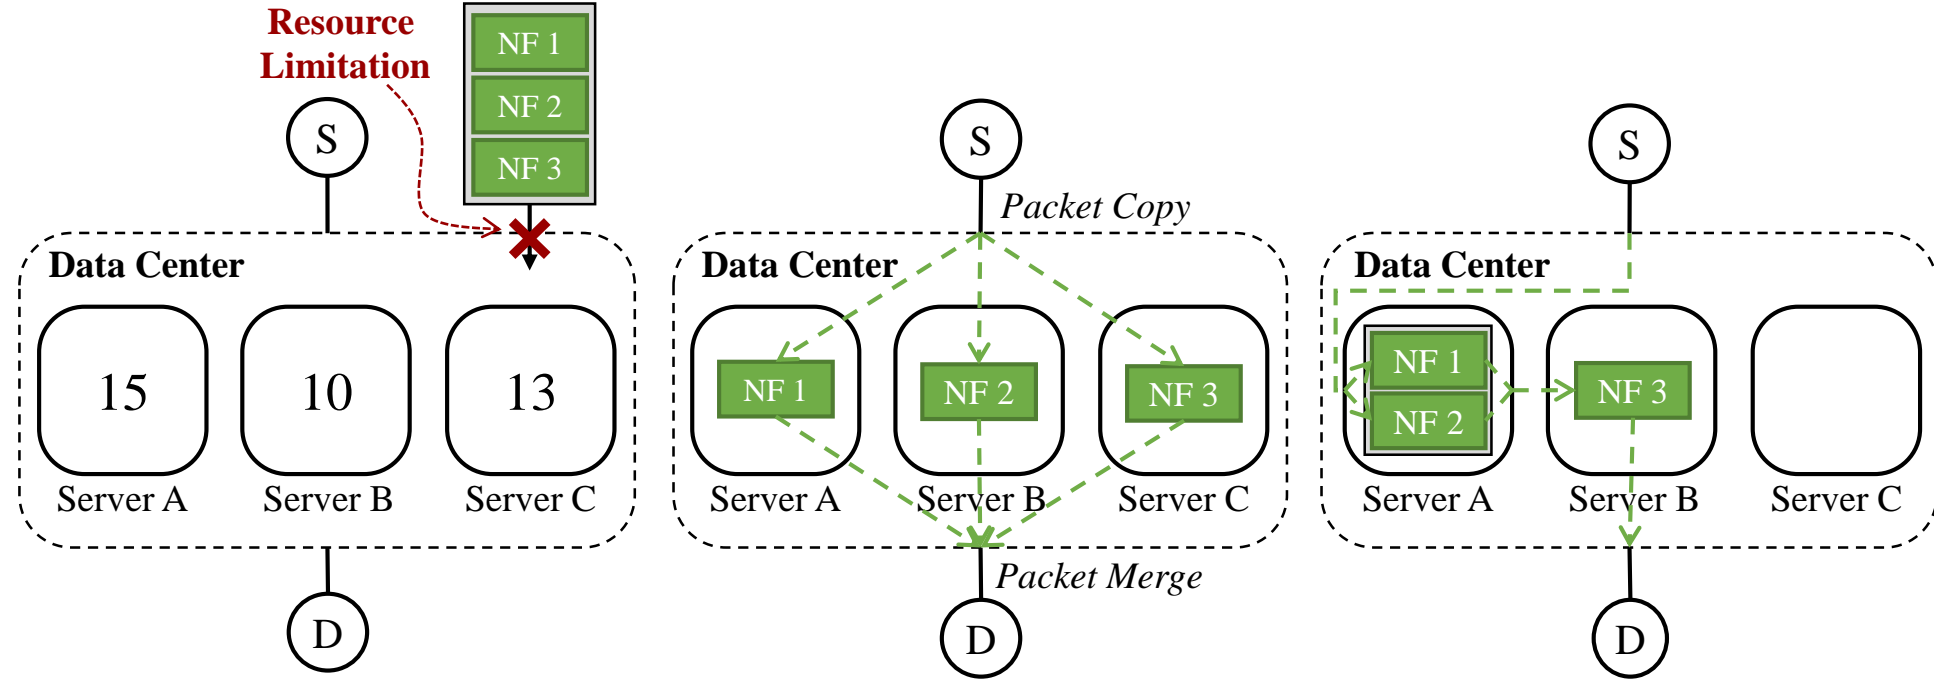 Resource
Limitation
NF 1
NF 2
NF 3
S
Data Center
15
10
13
Server A
Server B
Server C
D
S
Packet Copy
Data Center
NF 1
NF 2
NF 3
Server A
Server B
Server C
Packet Merge
D
S
Data Center
NF 1
NF 2
NF 3
Server A
Server B
Server C
D